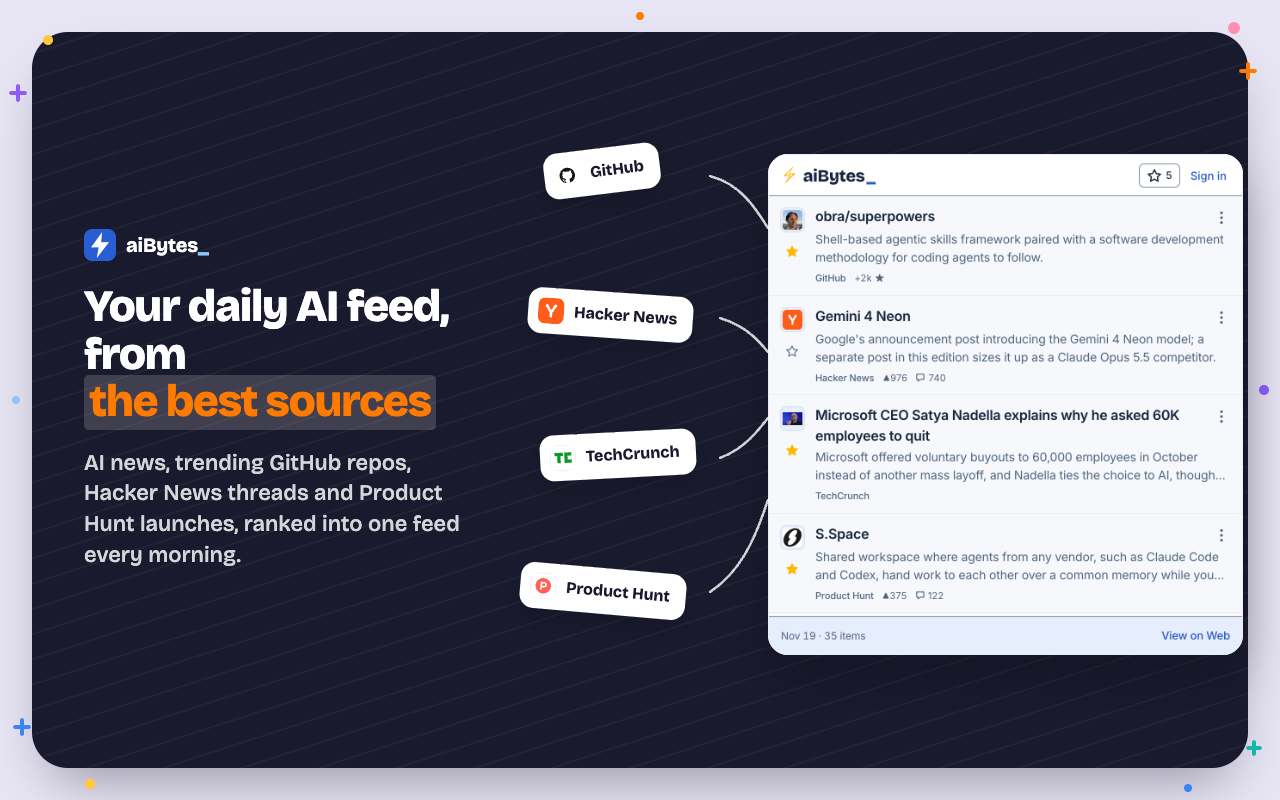 aiBytes_
Your daily AI feed,
from
the best sources
AI news, trending GitHub repos,
Hacker News threads and Product
Hunt launches, ranked into one feed
every morning.
GitHub
Hacker News
TechCrunch
Product Hunt
aiBytes_
5
Sign in
obra/superpowers
Shell-based agentic skills framework paired with a software development
methodology for coding agents to follow.
GitHub +2k ★
Gemini 4 Neon
Google's announcement post introducing the Gemini 4 Neon model; a
separate post in this edition sizes it up as a Claude Opus 5.5 competitor.
Hacker News ▲976 740
Microsoft CEO Satya Nadella explains why he asked 60K
employees to quit
Microsoft offered voluntary buyouts to 60,000 employees in October
instead of another mass layoff, and Nadella ties the choice to AI, though...
TechCrunch
S.Space
Shared workspace where agents from any vendor, such as Claude Code
and Codex, hand work to each other over a common memory while you...
Product Hunt ▲375 122
Nov 19 · 35 items
View on Web